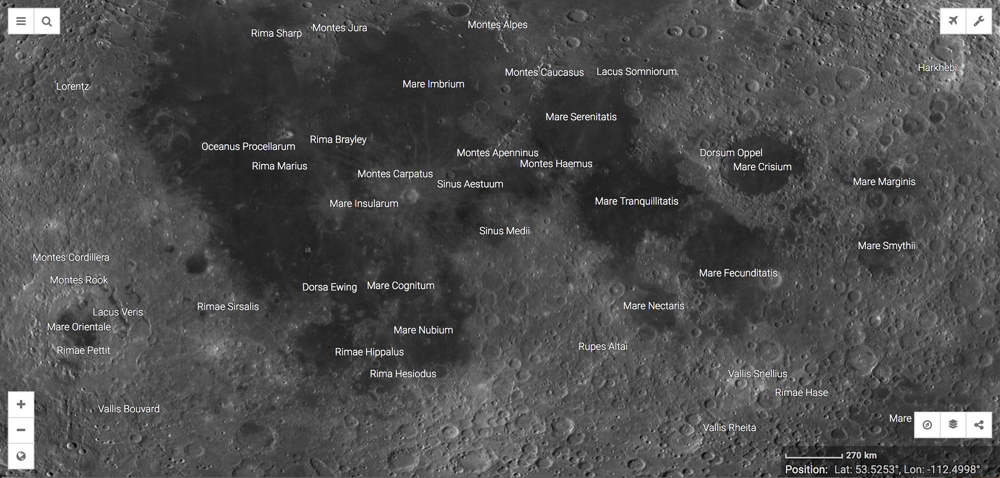 Montes Alpes
Montes Jura
Rima Sharp
Harkhebi
Montes Caucasus
Lacus Somniorum
Mare Imbrium
Lorentz
Mare Serenitatis
Rima Brayley
Oceanus Procellarum
Montes Apenninus
Dorsum Oppel
Rima Marius
Montes Haemus
Mare Crisium
Montes Carpatus
Sinus Aestuum
Mare Marginis
Mare Insularum
Mare Tranquillitatis
Sinus Medii
Mare Smythii
Montes Cordillera
Mare Fecunditatis
Montes Rook
Dorsa Ewing
Mare Cognitum
Rimae Sirsalis
Mare Nectaris
Lacus Veris
Mare Orientale
Mare Nubium
Rupes Altai
Rimae Pettit
Rimae Hippalus
Rima Hesiodus
Vallis Snellius
Rimae Hase
Vallis Bouvard
Mare
Vallis Rheita
270 km
Position: Lat: 53.5253°, Lon: -112.4998°